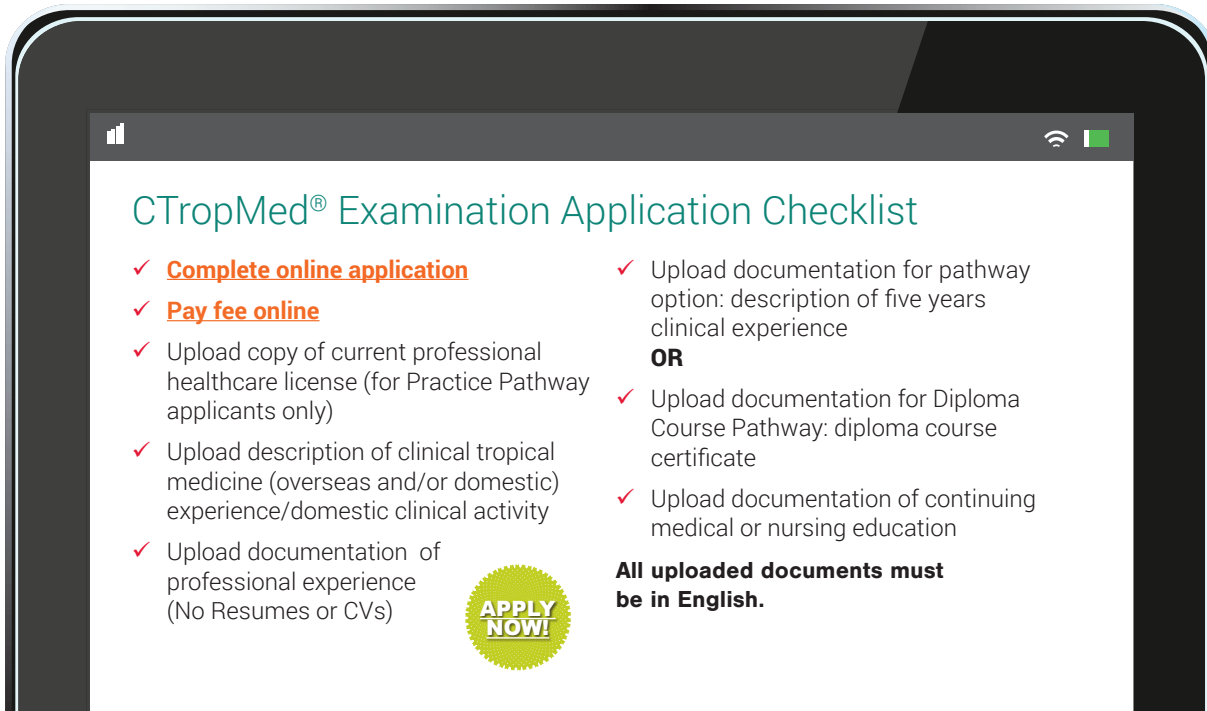 CTropMed® Examination Application Checklist
✓ Complete online application
✓ Pay fee online
✓ Upload copy of current professional
healthcare license (for Practice Pathway
applicants only)
✓ Upload description of clinical tropical
medicine (overseas and/or domestic)
experience/domestic clinical activity
✓ Upload documentation of
professional experience
(No Resumes or CVs)
APPLY
NOW!
✓ Upload documentation for pathway
option: description of five years
clinical experience
OR
✓ Upload documentation for Diploma
Course Pathway: diploma course
certificate
✓ Upload documentation of continuing
medical or nursing education
All uploaded documents must
be in English.